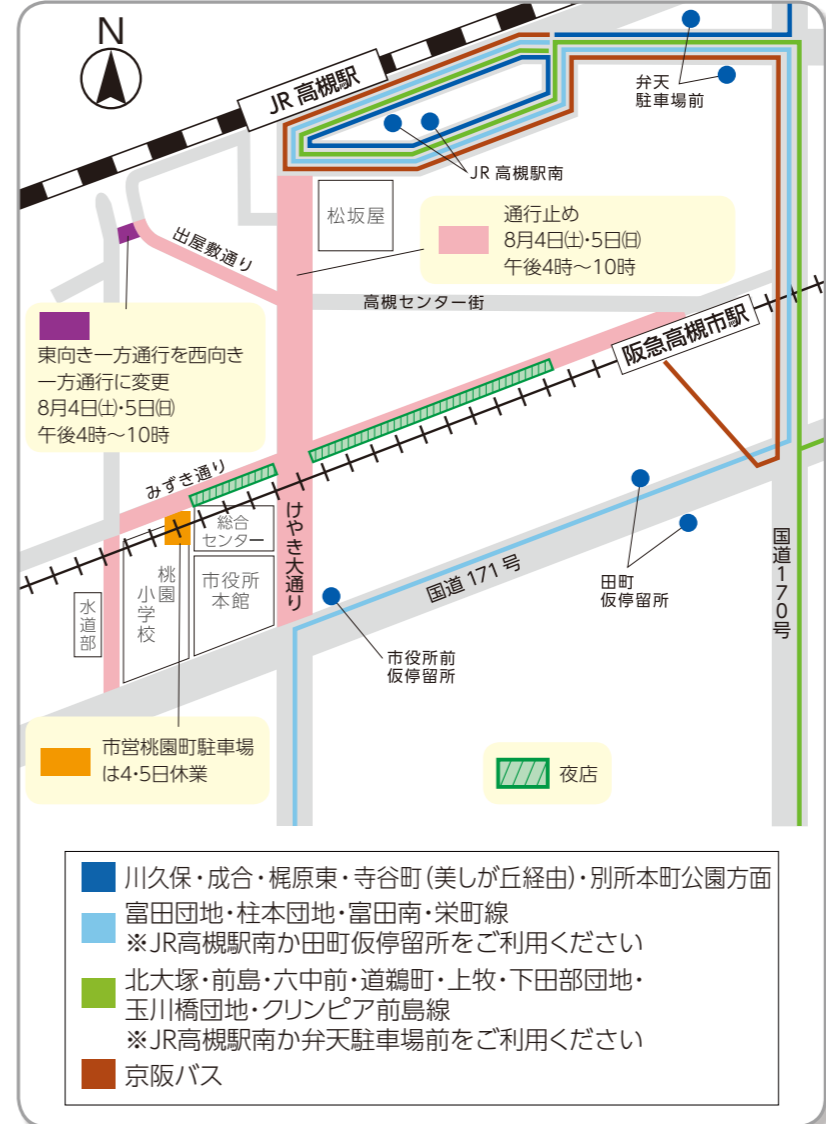 N
JR 高槻駅
弁天
駐車場前
JR 高槻駅南
松坂屋
通行止め
8月4日㈯・5日㈰
午後4時〜10時
出屋敷通り
高槻センター街
阪急高槻市駅
東向き一方通行を西向き
一方通行に変更
8月4日㈯・5日㈰
午後4時〜10時
みずき通り
けやき大通り
総合
センター
市役所
本館
桃園
小学校
水道部
国道 171 号
国道170号
田町
仮停留所
市役所前
仮停留所
市営桃園町駐車場
は4・5日休業
夜店
川久保・成合・梶原東・寺谷町(美しが丘経由)・別所本町公園方面
富田団地・柱本団地・富田南・栄町線
※JR高槻駅南か田町仮停留所をご利用ください
北大塚・前島・六中前・道鵜町・上牧・下田部団地・
玉川橋団地・クリンピア前島線
※JR高槻駅南か弁天駐車場前をご利用ください
京阪バス